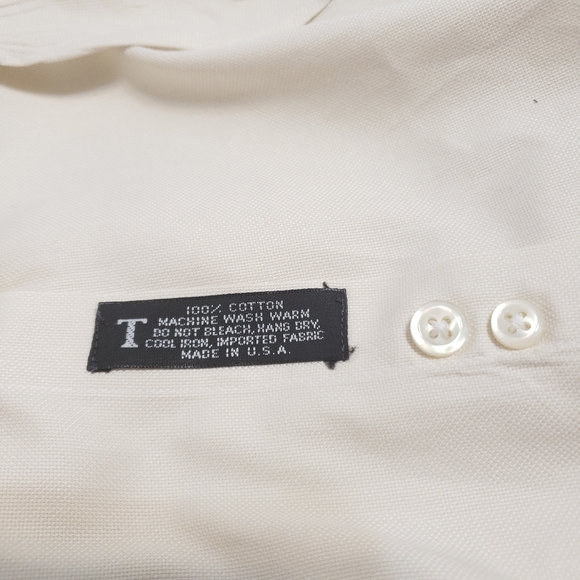 T
100% COTTON
MACHINE WASH WARM
DO NOT BLEACH, HANG DRY,
COOL IRON, IMPORTED FABRIC
MADE IN U.S.A.